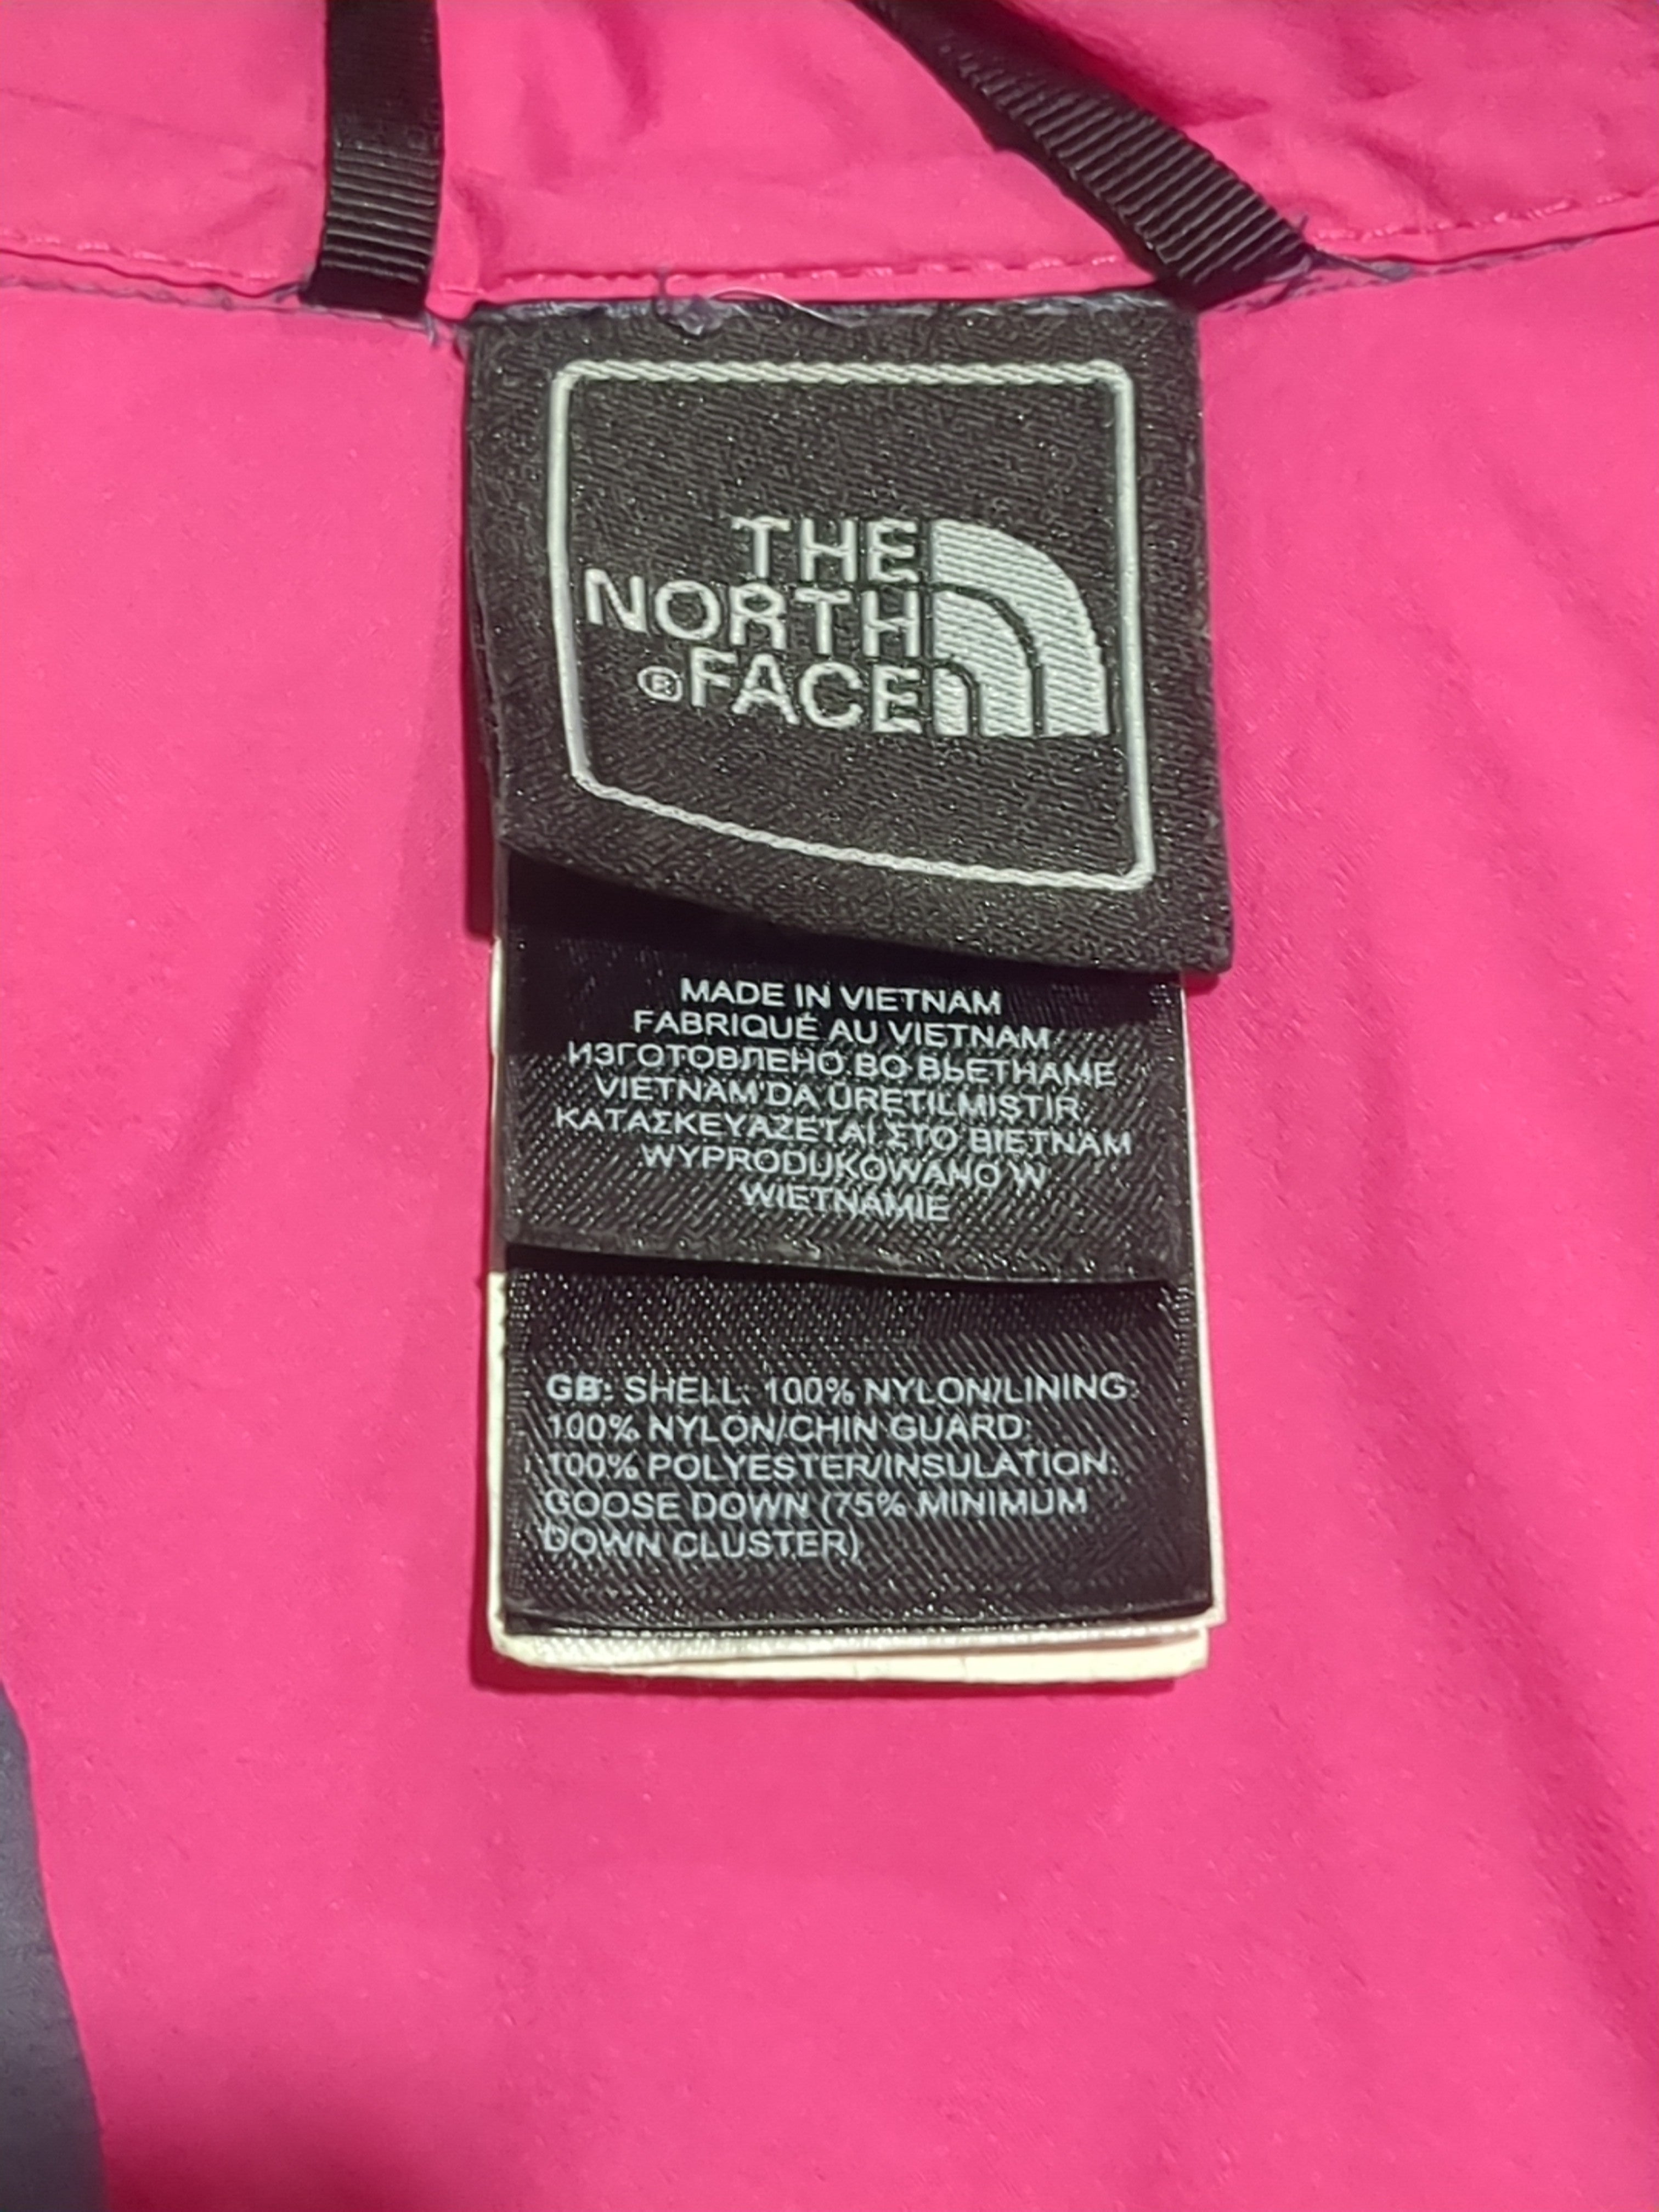 THE
NORTH
®FACE
MADE IN VIETNAM
FABRIQUÉ AU VIETNAM
ИЗГОТОВЛЕНО ВО ВЬЕТНАМЕ
VIETNAM'DA ÜRETILMISTIR
ΚΑΤΑΣΚΕΥΑΖΕΤΑΙ ΣΤΟ ΒΙΕΤΝΑΜ
WYPRODUKOWANO W
WIETNAMIE
GB: SHELL: 100% NYLON/LINING:
100% NYLON/CHIN GUARD:
100% POLYESTER/INSULATION:
GOOSE DOWN (75% MINIMUM
DOWN CLUSTER)